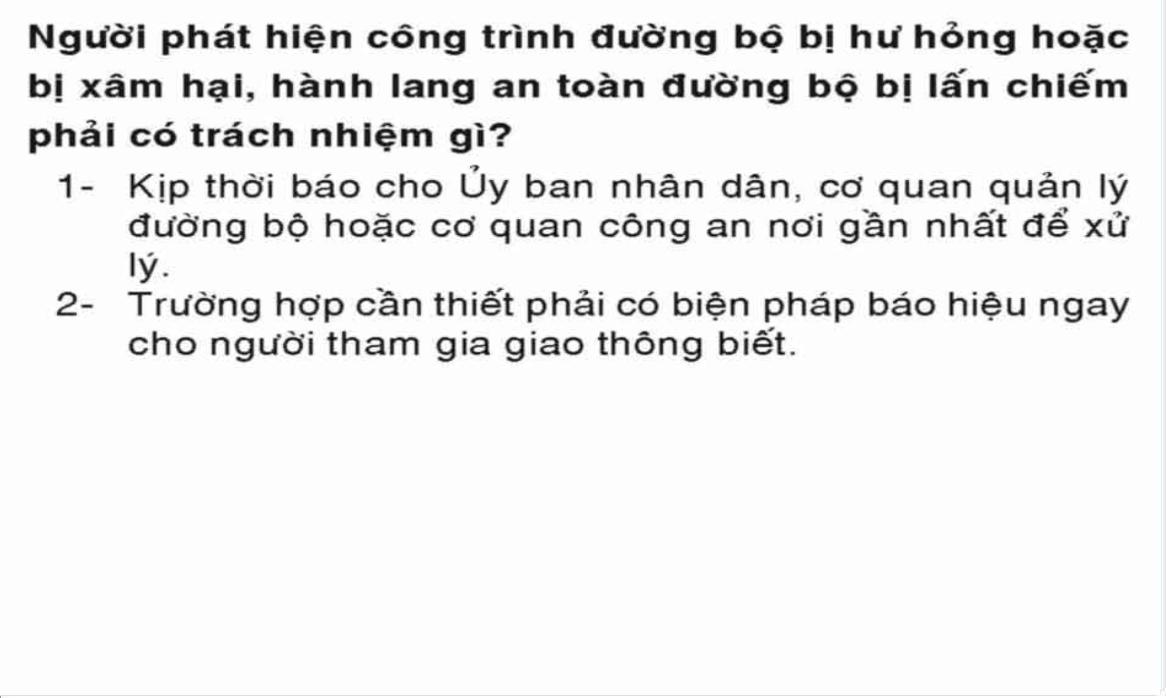 Người phát hiện công trình đường bộ bị hư hỏng hoặc
bị xâm hại, hành lang an toàn đường bộ bị lấn chiếm
phải có trách nhiệm gì?
1- Kịp thời báo cho Ủy ban nhân dân, cơ quan quản lý
đường bộ hoặc cơ quan công an nơi gần nhất để xử
lý.
2- Trường hợp cần thiết phải có biện pháp báo hiệu ngay
cho người tham gia giao thông biết.